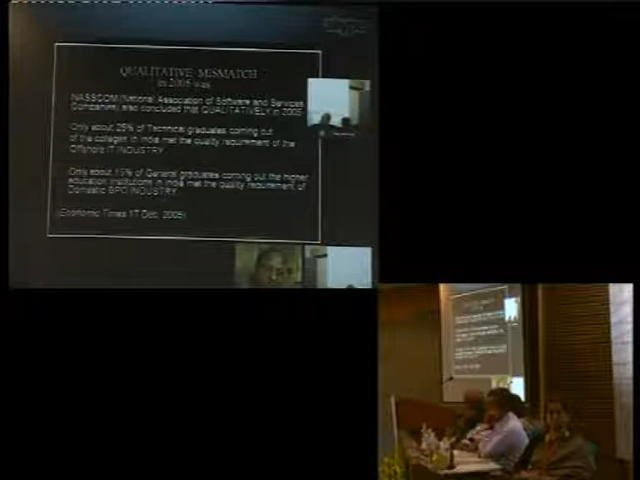 QUALITATIVE MISMATCH
in 2005 was
NASSCOM (National Association of Software and Services
Companies) also concluded that QUALITATIVELY in 2005
Only about 25% of Technical graduates coming out
of the colleges in India met the quality requirement of the
Offshore IT INDUSTRY
Only about 15% of General graduates coming out the higher
education institutions in India met the quality requirement of
Domestic BPO INDUSTRY
(Economic Times 17 Dec. 2005)